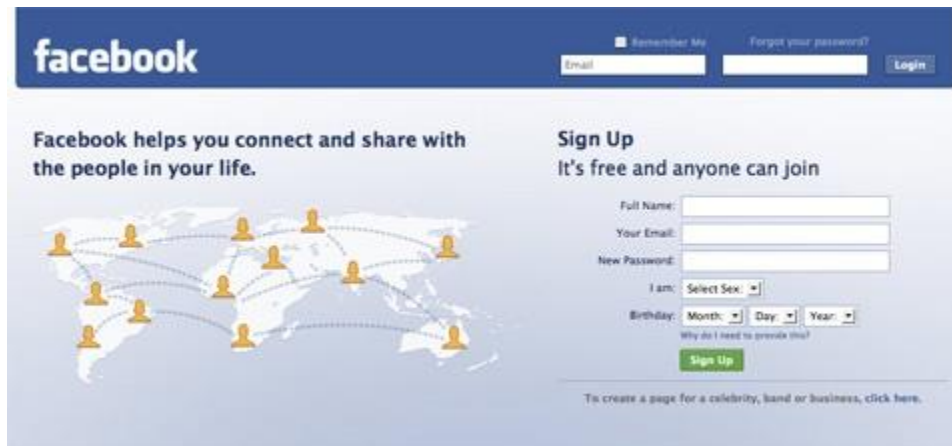 facebook
Remember Me
Forgot your password?
Email
Login
Facebook helps you connect and share with
the people in your life.
Sign Up
It's free and anyone can join
Full Name:
Your Email:
New Password:
I am: Select Sex:
Birthday: Month: Day: Year:
Why do I need to provide this?
Sign Up
To create a page for a celebrity, band or business, click here.